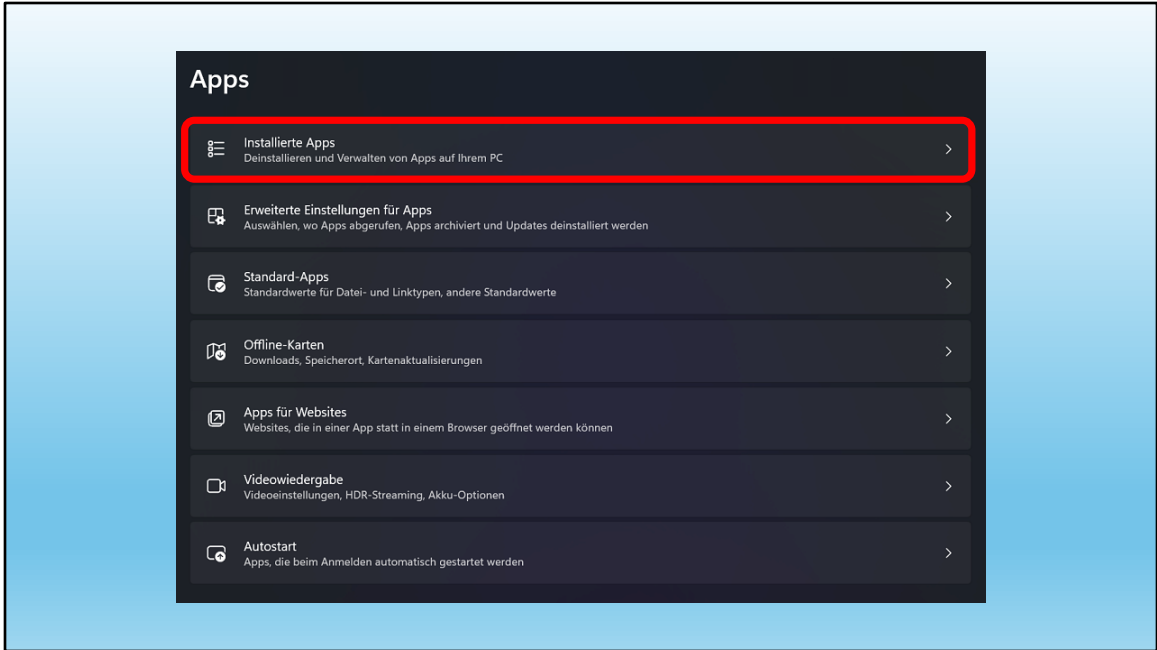 Apps
Installierte Apps
Deinstallieren und Verwalten von Apps auf Ihrem PC
Erweiterte Einstellungen für Apps
Auswählen, wo Apps abgerufen, Apps archiviert und Updates deinstalliert werden
Standard-Apps
Standardwerte für Datei- und Linktypen, andere Standardwerte
Offline-Karten
Downloads, Speicherort, Kartenaktualisierungen
Apps für Websites
Websites, die in einer App statt in einem Browser geöffnet werden können
Videowiedergabe
Videoeinstellungen, HDR-Streaming, Akku-Optionen
Autostart
Apps, die beim Anmelden automatisch gestartet werden